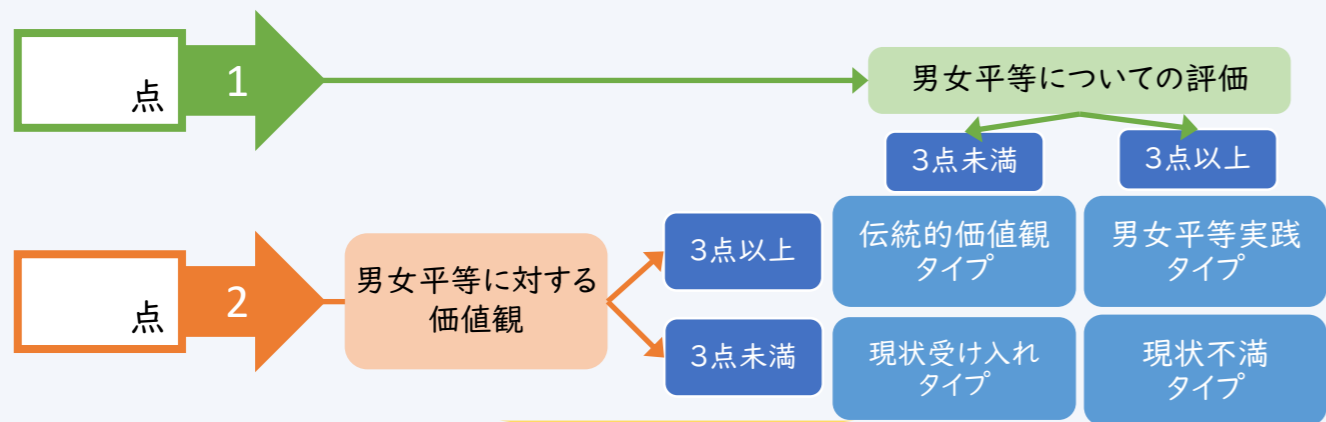 点
1
男女平等についての評価
3点未満
3点以上
点
2
男女平等に対する
価値観
3点以上
3点未満
伝統的価値観
タイプ
男女平等実践
タイプ
現状受け入れ
タイプ
現状不満
タイプ